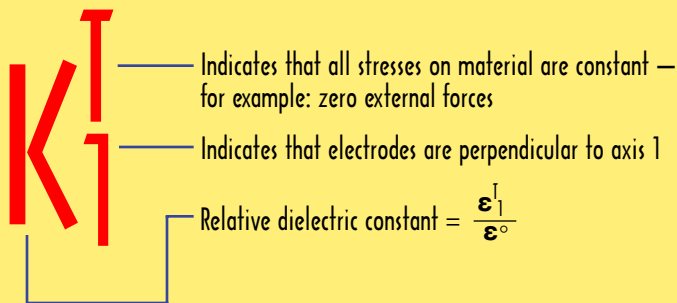 K T 1
Indicates that all stresses on material are constant –
for example: zero external forces
Indicates that electrodes are perpendicular to axis 1
Relative dielectric constant = ε^T_1 / ε°